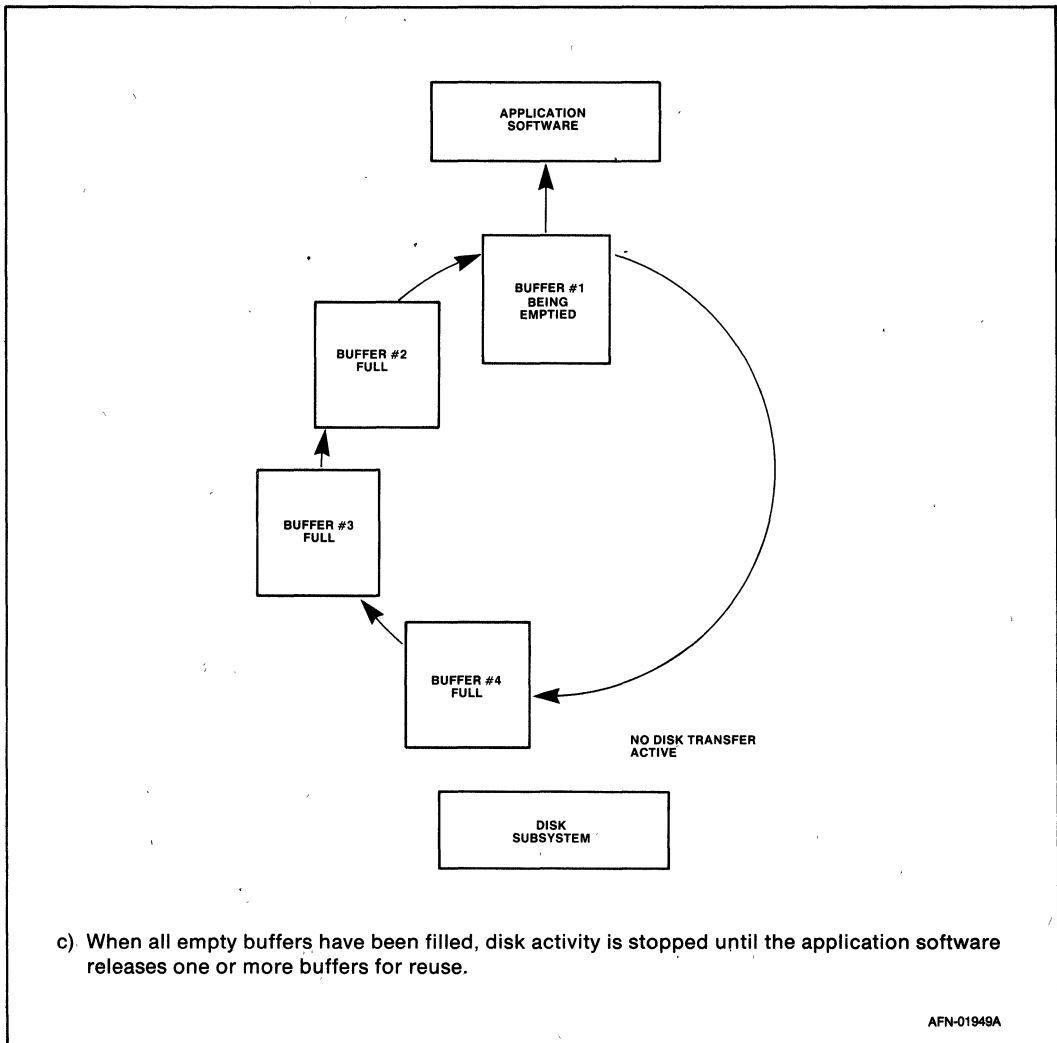 APPLICATION
SOFTWARE
BUFFER #1
BEING
EMPTIED
BUFFER #2
FULL
BUFFER #3
FULL
BUFFER #4
FULL
NO DISK TRANSFER
ACTIVE
DISK
SUBSYSTEM
c) When all empty buffers have been filled, disk activity is stopped until the application software
releases one or more buffers for reuse.
AFN-01949A